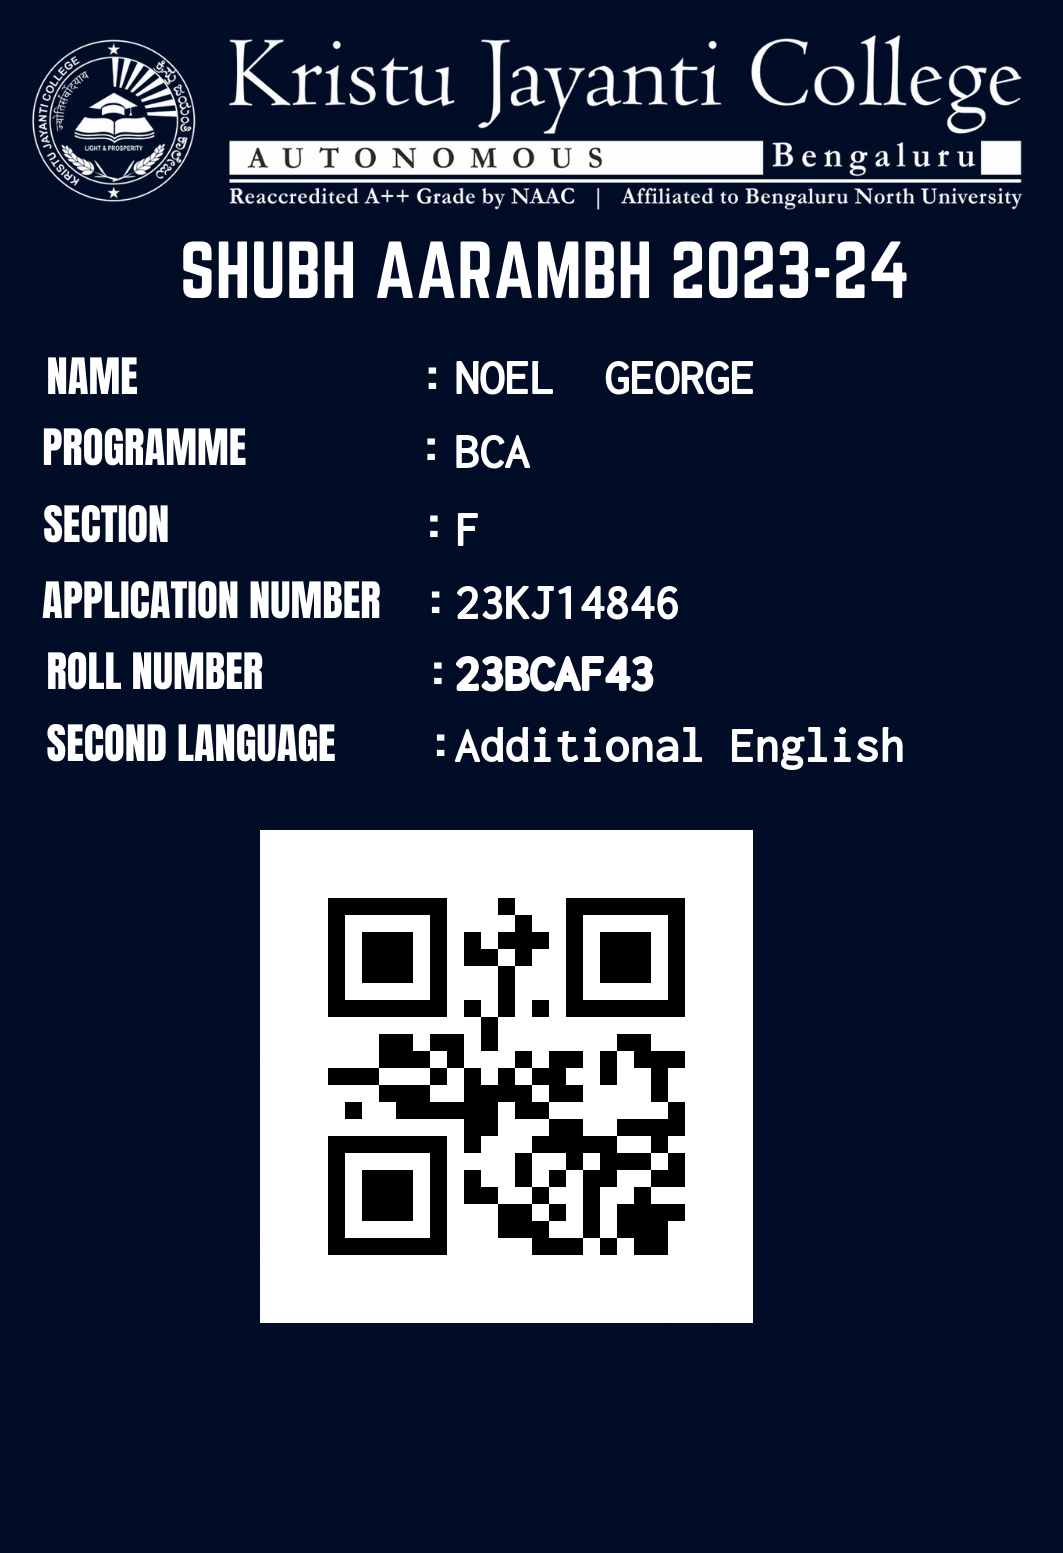 KRISTU JAYANTI COLLEGE
LIGHT & PROSPERITY
Kristu Jayanti College
AUTONOMOUS Bengaluru
Reaccredited A++ Grade by NAAC | Affiliated to Bengaluru North University
SHUBH AARAMBH 2023-24
NAME : NOEL GEORGE
PROGRAMME : BCA
SECTION : F
APPLICATION NUMBER : 23KJ14846
ROLL NUMBER : 23BCAF43
SECOND LANGUAGE : Additional English